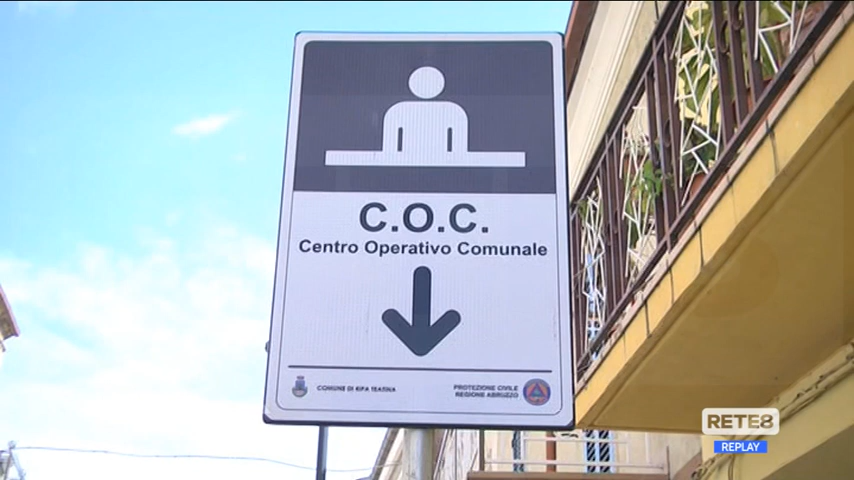 C.O.C.
Centro Operativo Comunale
COMUNE DI RIPA TEATINA
PROTEZIONE CIVILE
REGIONE ABRUZZO
RETE8
REPLAY